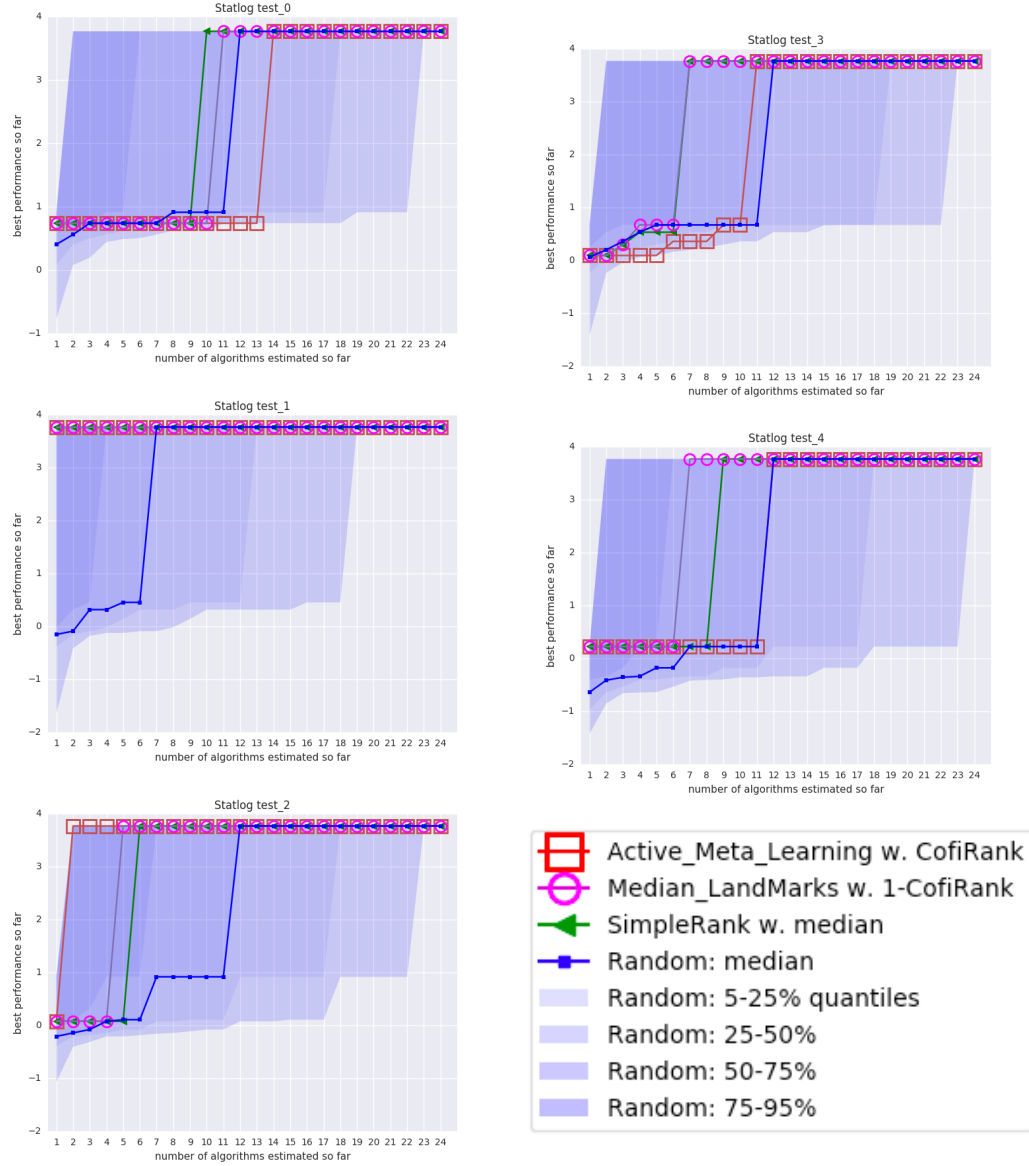 Statlog test_0
4
3
2
1
0
−1
best performance so far
1 2 3 4 5 6 7 8 9 10 11 12 13 14 15 16 17 18 19 20 21 22 23 24
number of algorithms estimated so far
Statlog test_1
4
3
2
1
0
−1
−2
best performance so far
1 2 3 4 5 6 7 8 9 10 11 12 13 14 15 16 17 18 19 20 21 22 23 24
number of algorithms estimated so far
Statlog test_2
4
3
2
1
0
−1
−2
best performance so far
1 2 3 4 5 6 7 8 9 10 11 12 13 14 15 16 17 18 19 20 21 22 23 24
number of algorithms estimated so far
Statlog test_3
4
3
2
1
0
−1
−2
best performance so far
1 2 3 4 5 6 7 8 9 10 11 12 13 14 15 16 17 18 19 20 21 22 23 24
number of algorithms estimated so far
Statlog test_4
4
3
2
1
0
−1
−2
best performance so far
1 2 3 4 5 6 7 8 9 10 11 12 13 14 15 16 17 18 19 20 21 22 23 24
number of algorithms estimated so far
Active_Meta_Learning w. CofiRank
Median_LandMarks w. 1-CofiRank
SimpleRank w. median
Random: median
Random: 5-25% quantiles
Random: 25-50%
Random: 50-75%
Random: 75-95%